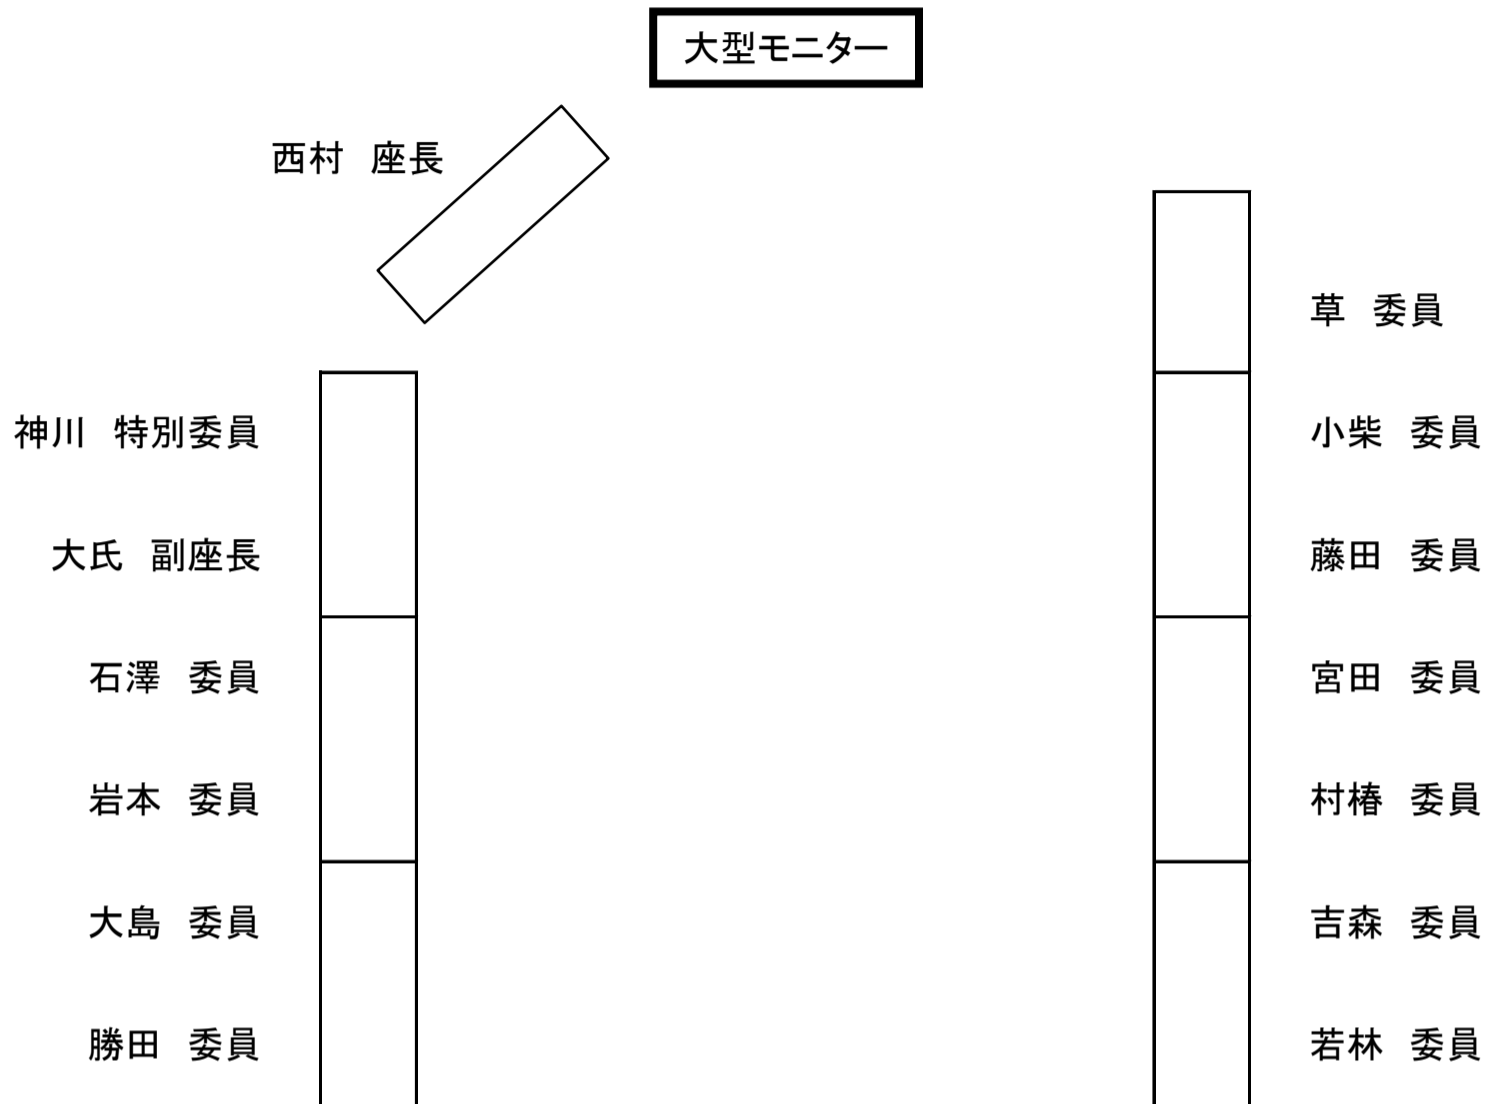 大型モニター
西村　座長
草　委員
神川　特別委員
小柴　委員
大氏　副座長
藤田　委員
石澤　委員
宮田　委員
岩本　委員
村椿　委員
大島　委員
吉森　委員
勝田　委員
若林　委員